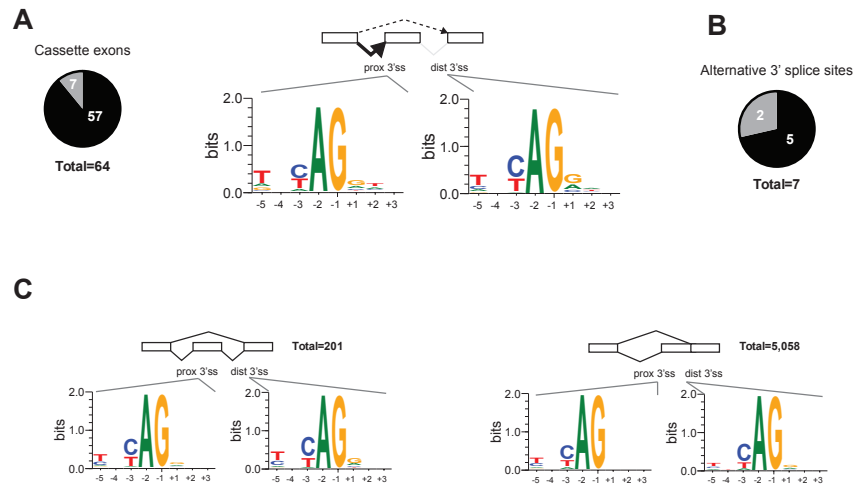 A
Cassette exons
7
57
Total=64
prox 3'ss dist 3'ss
2.0
1.0
0.0
bits
T C T A G
-5 -4 -3 -2 -1 +1 +2 +3
2.0
1.0
0.0
bits
T C T A G G A
-5 -4 -3 -2 -1 +1 +2 +3
B
Alternative 3' splice sites
2
5
Total=7
C
Total=201
prox 3'ss dist 3'ss
2.0
1.0
0.0
bits
T C T A G
-5 -4 -3 -2 -1 +1 +2 +3
2.0
1.0
0.0
bits
T C T A G
-5 -4 -3 -2 -1 +1 +2 +3
Total=5,058
prox 3'ss dist 3'ss
2.0
1.0
0.0
bits
T C T A G
-5 -4 -3 -2 -1 +1 +2 +3
2.0
1.0
0.0
bits
C T A G
-5 -4 -3 -2 -1 +1 +2 +3